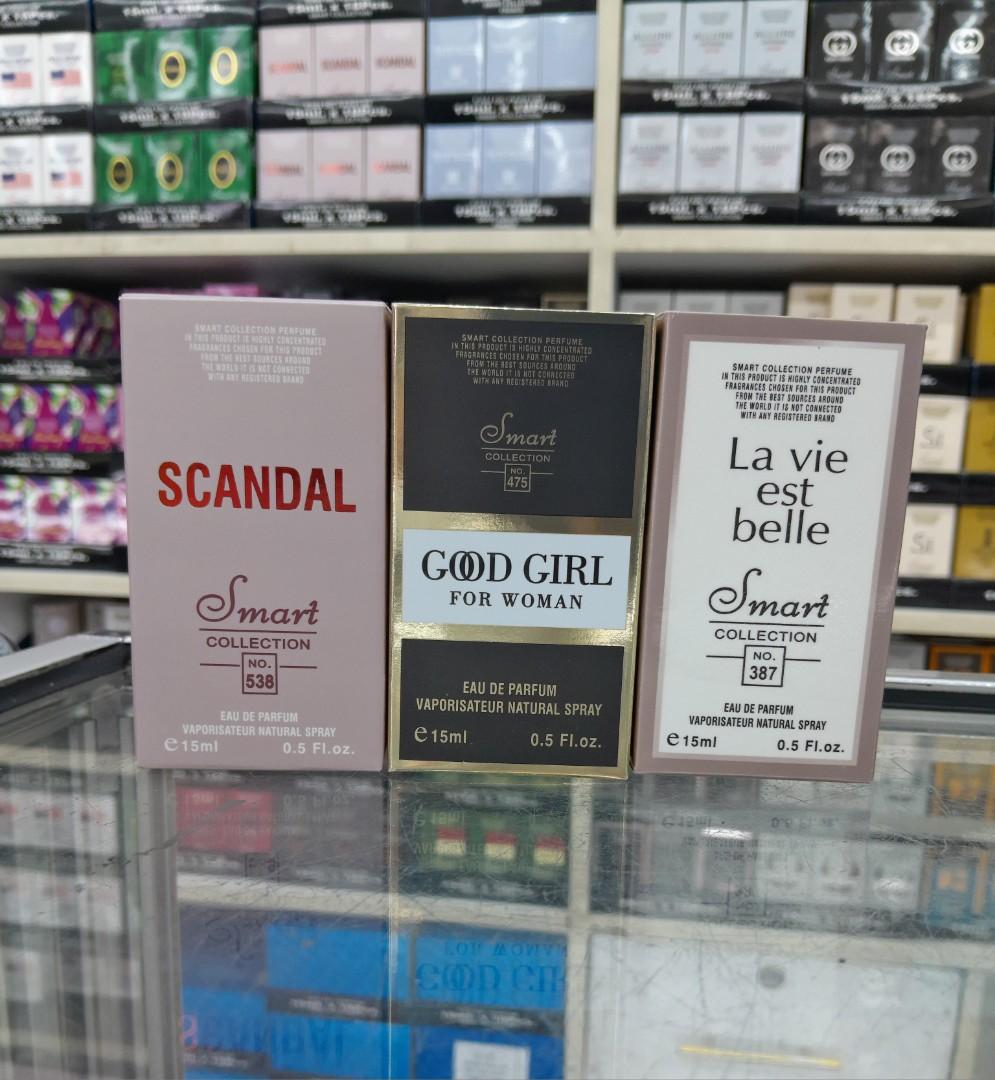 SCANDAL SCANDAL SCANDAL
SCANDAL SCANDAL
Si
Si
SMART COLLECTION PERFUME
IN THIS PRODUCT IS HIGHLY CONCENTRATED
FRAGRANCES CHOSEN FOR THIS PRODUCT
FROM THE BEST SOURCES AROUND
THE WORLD IT IS NOT CONNECTED
WITH ANY REGISTERED BRAND
SCANDAL
Smart
COLLECTION
NO.
538
EAU DE PARFUM
VAPORISATEUR NATURAL SPRAY
e 15ml 0.5 Fl.oz.
SMART COLLECTION PERFUME
IN THIS PRODUCT IS HIGHLY CONCENTRATED
FRAGRANCES CHOSEN FOR THIS PRODUCT
FROM THE BEST SOURCES AROUND
THE WORLD IT IS NOT CONNECTED
WITH ANY REGISTERED BRAND
Smart
COLLECTION
NO.
475
GOOD GIRL
FOR WOMAN
EAU DE PARFUM
VAPORISATEUR NATURAL SPRAY
e 15ml 0.5 Fl.oz.
SMART COLLECTION PERFUME
IN THIS PRODUCT IS HIGHLY CONCENTRATED
FRAGRANCES CHOSEN FOR THIS PRODUCT
FROM THE BEST SOURCES AROUND
THE WORLD IT IS NOT CONNECTED
WITH ANY REGISTERED BRAND
La vie
est
belle
Smart
COLLECTION
NO.
387
EAU DE PARFUM
VAPORISATEUR NATURAL SPRAY
e 15ml 0.5 Fl.oz.